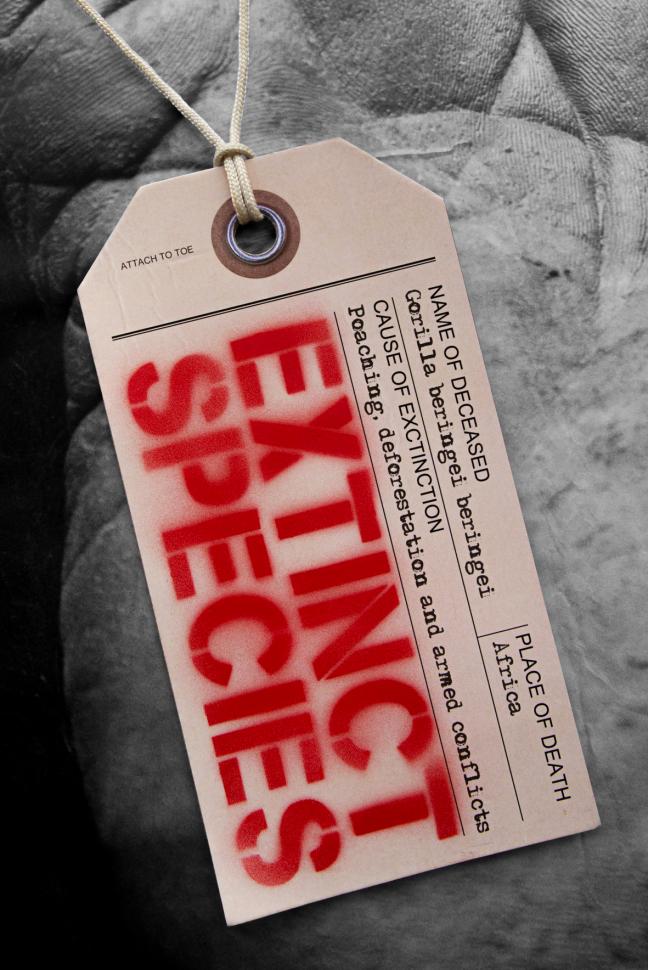 ATTACH TO TOE
NAME OF DECEASED
Gorilla beringei beringei
PLACE OF DEATH
Africa
CAUSE OF EXCTINCTION
Poaching, deforestation and armed conflicts
EXTINCT
SPECIES